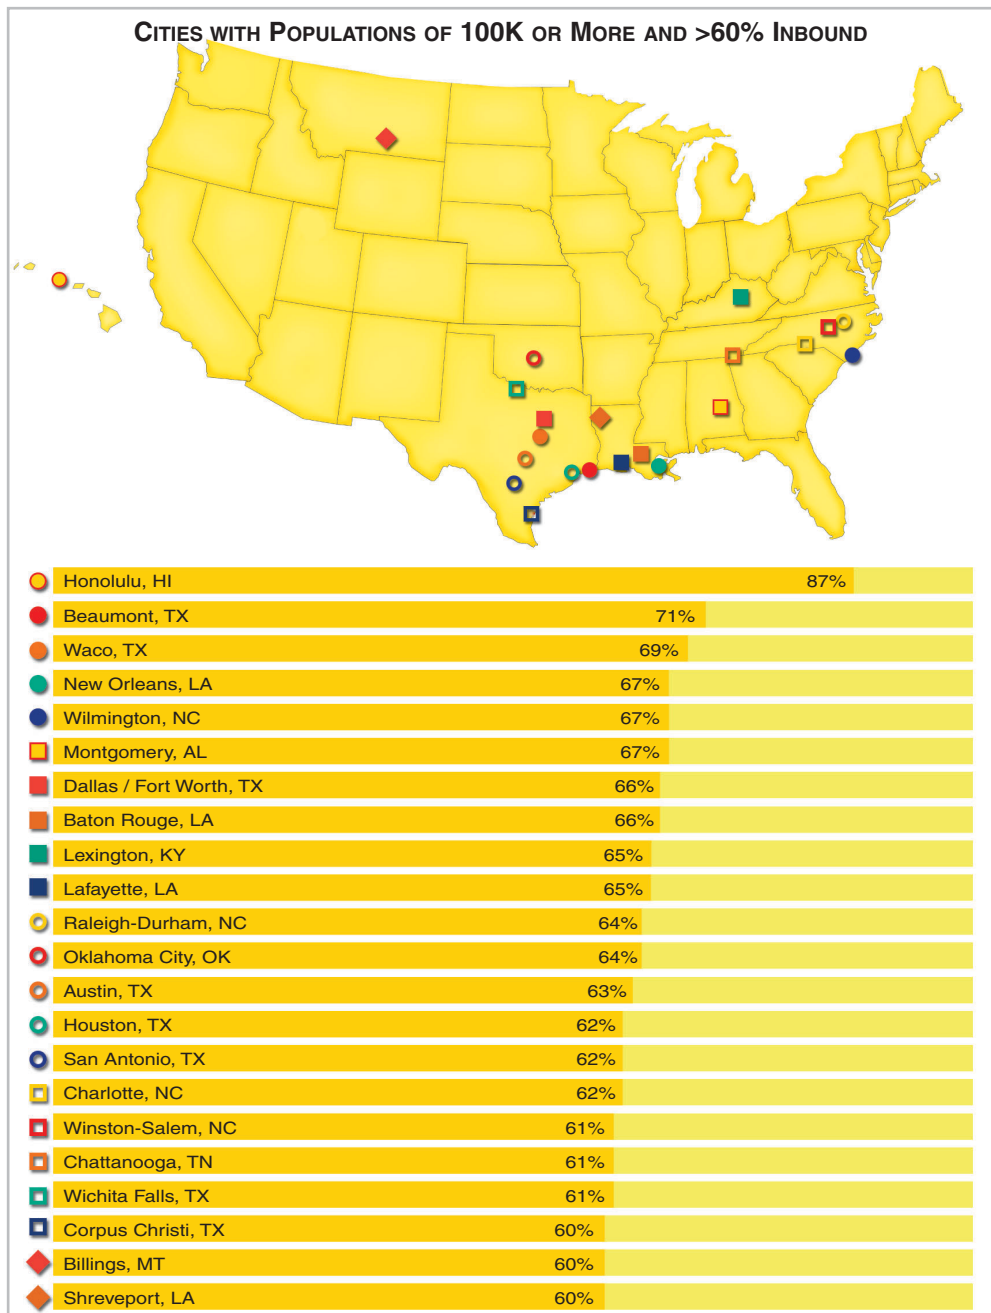 Cities with Populations of 100K or More and >60% Inbound
Honolulu, HI 87%
Beaumont, TX 71%
Waco, TX 69%
New Orleans, LA 67%
Wilmington, NC 67%
Montgomery, AL 67%
Dallas / Fort Worth, TX 66%
Baton Rouge, LA 66%
Lexington, KY 65%
Lafayette, LA 65%
Raleigh-Durham, NC 64%
Oklahoma City, OK 64%
Austin, TX 63%
Houston, TX 62%
San Antonio, TX 62%
Charlotte, NC 62%
Winston-Salem, NC 61%
Chattanooga, TN 61%
Wichita Falls, TX 61%
Corpus Christi, TX 60%
Billings, MT 60%
Shreveport, LA 60%